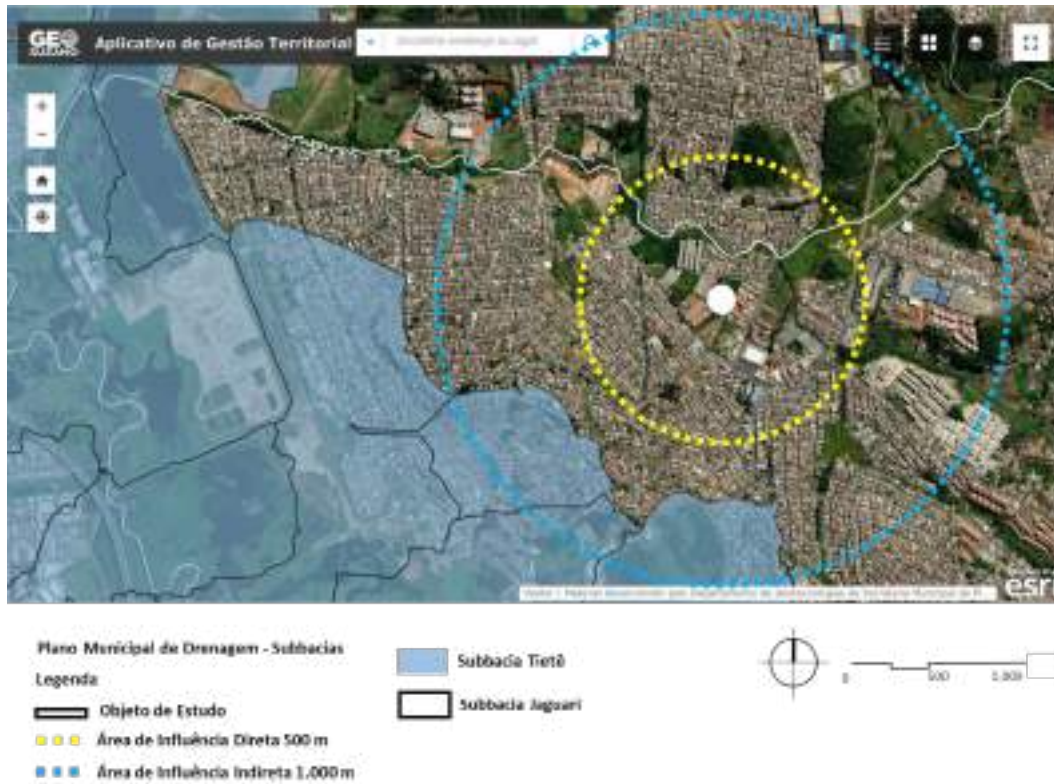 GEO
Aplicativo de Gestão Territorial
+
-
esri
Plano Municipal de Drenagem - Subbacias
Legenda
Objeto de Estudo
Área de Influência Direta 500 m
Área de Influência Indireta 1.000 m
Subbacia Tietê
Subbacia Jaguari
0 500 1.000